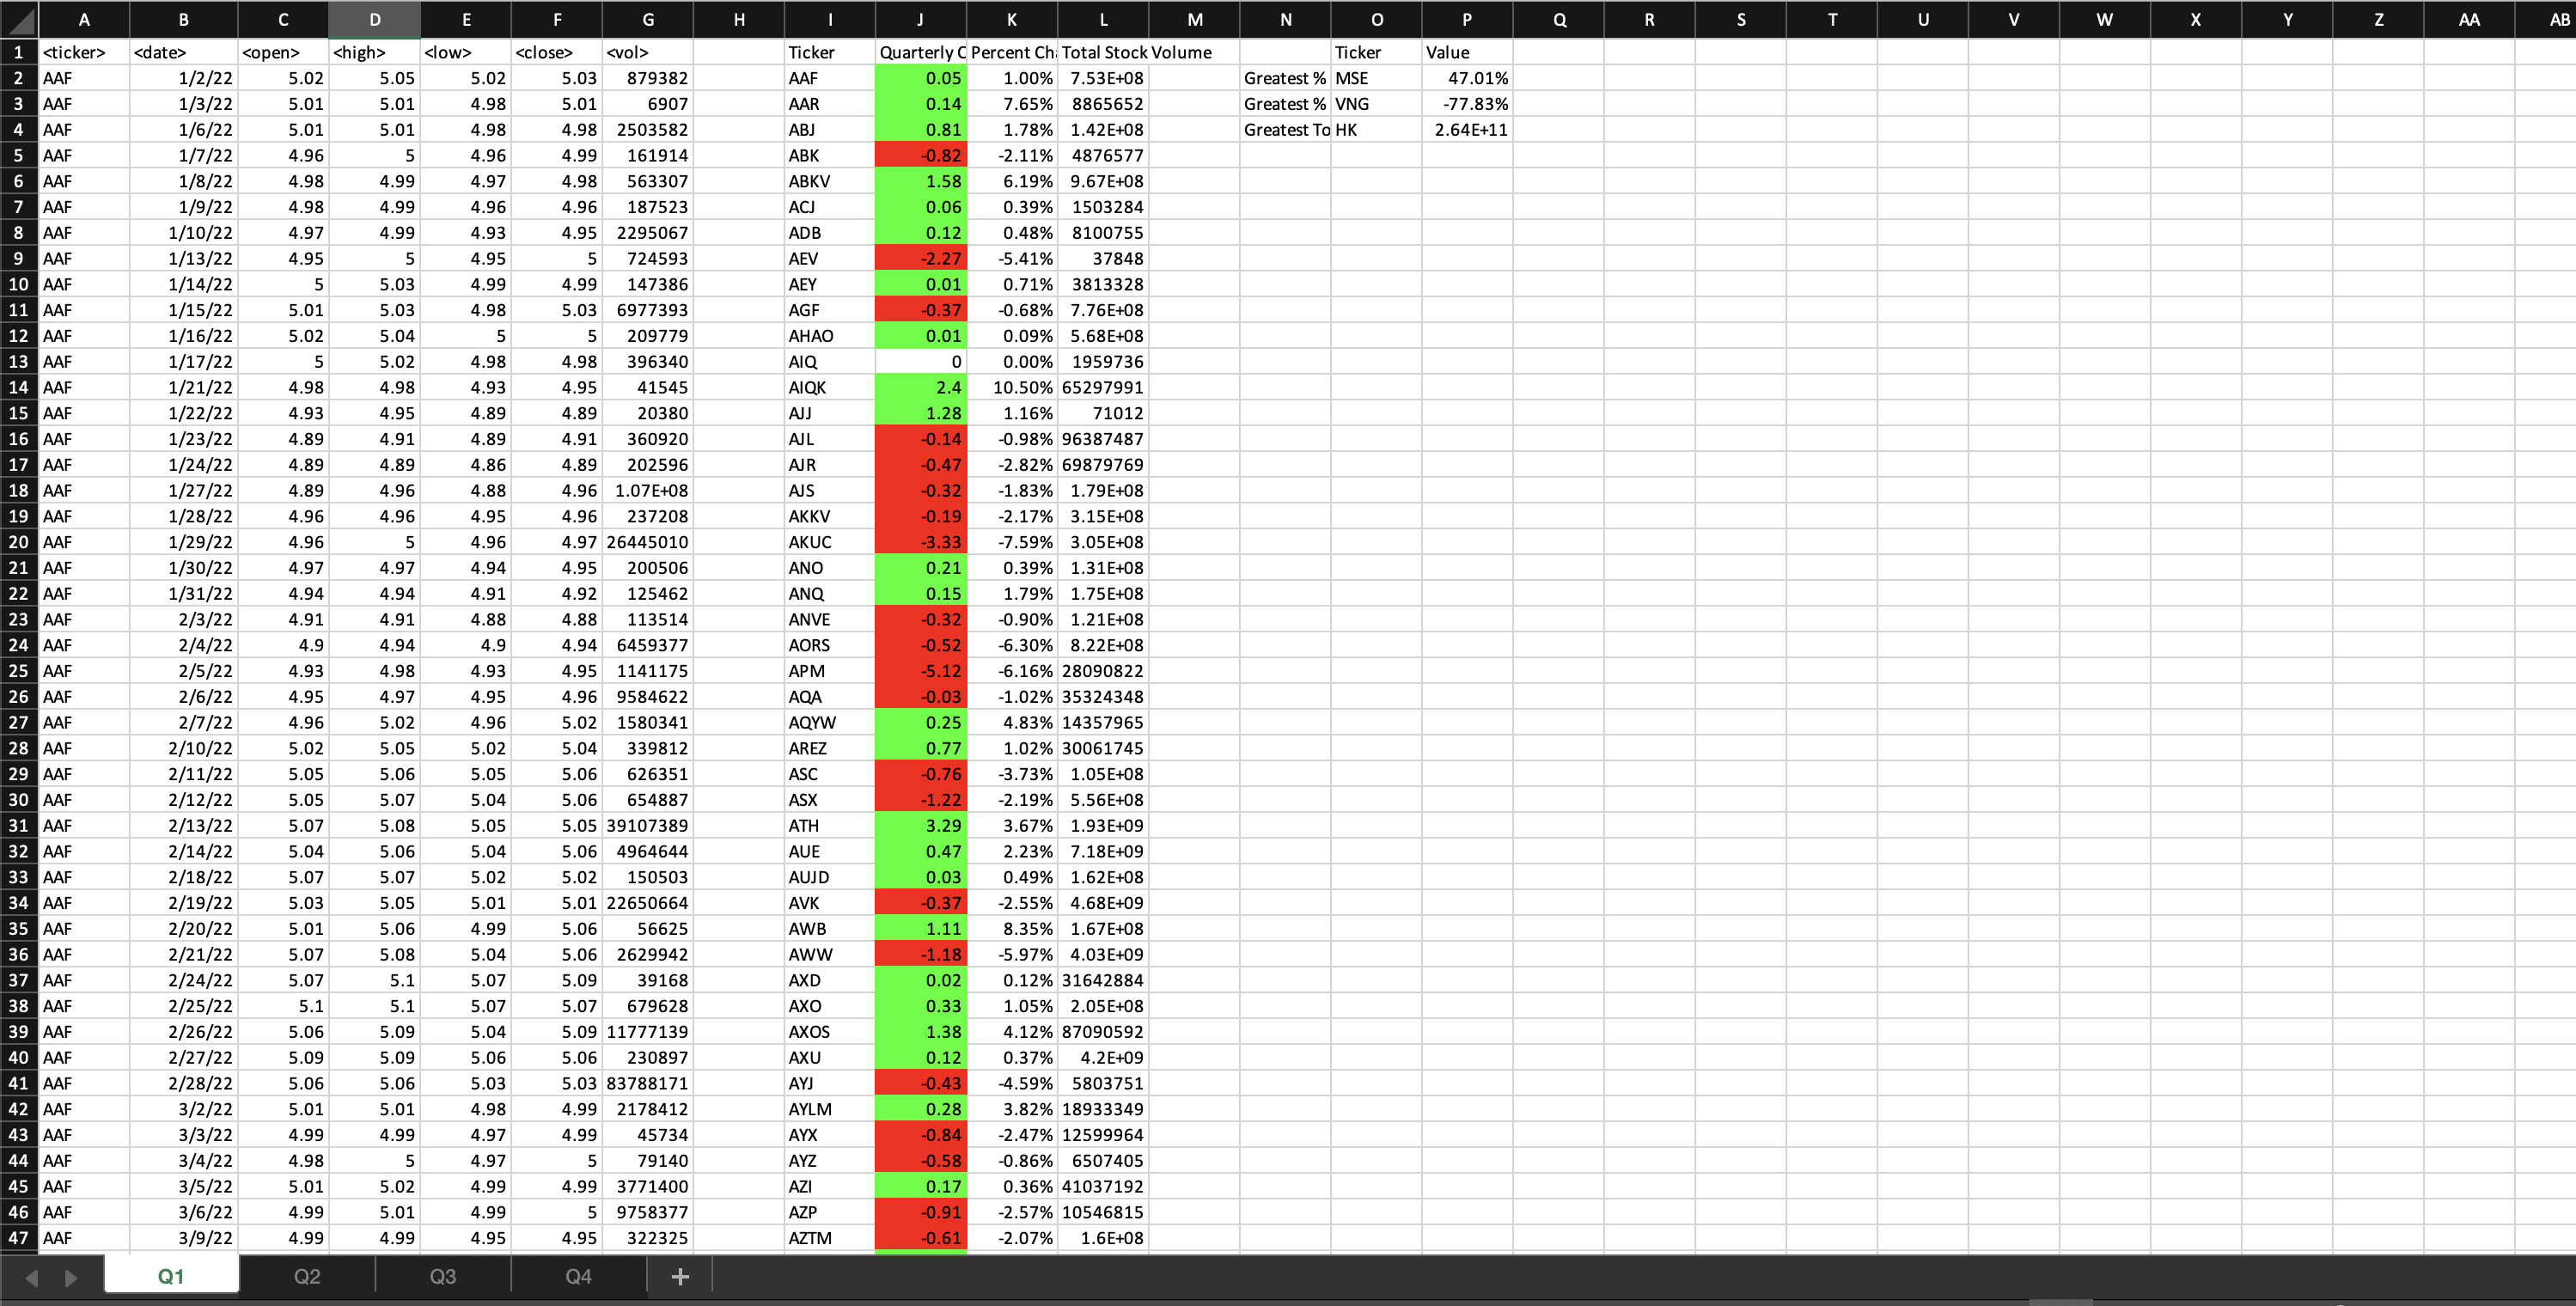 A B C D E F G H I J K L M N O P Q R S T U V W X Y Z AA AB
1 <ticker> <date> <open> <high> <low> <close> <vol> Ticker Quarterly C Percent Ch Total Stock Volume Ticker Value
2 AAF 1/2/22 5.02 5.05 5.02 5.03 879382 AAF 0.05 1.00% 7.53E+08 Greatest % MSE 47.01%
3 AAF 1/3/22 5.01 5.01 4.98 5.01 6907 AAR 0.14 7.65% 8865652 Greatest % VNG -77.83%
4 AAF 1/6/22 5.01 5.01 4.98 4.98 2503582 ABJ 0.81 1.78% 1.42E+08 Greatest To HK 2.64E+11
5 AAF 1/7/22 4.96 5 4.96 4.99 161914 ABK -0.82 -2.11% 4876577
6 AAF 1/8/22 4.98 4.99 4.97 4.98 563307 ABKV 1.58 6.19% 9.67E+08
7 AAF 1/9/22 4.98 4.99 4.96 4.96 187523 ACJ 0.06 0.39% 1503284
8 AAF 1/10/22 4.97 4.99 4.93 4.95 2295067 ADB 0.12 0.48% 8100755
9 AAF 1/13/22 4.95 5 4.95 5 724593 AEV -2.27 -5.41% 37848
10 AAF 1/14/22 5 5.03 4.99 4.99 147386 AEY 0.01 0.71% 3813328
11 AAF 1/15/22 5.01 5.03 4.98 5.03 6977393 AGF -0.37 -0.68% 7.76E+08
12 AAF 1/16/22 5.02 5.04 5 5 209779 AHAO 0.01 0.09% 5.68E+08
13 AAF 1/17/22 5 5.02 4.98 4.98 396340 AIQ 0 0.00% 1959736
14 AAF 1/21/22 4.98 4.98 4.93 4.95 41545 AIQK 2.4 10.50% 65297991
15 AAF 1/22/22 4.93 4.95 4.89 4.89 20380 AJJ 1.28 1.16% 71012
16 AAF 1/23/22 4.89 4.91 4.89 4.91 360920 AJL -0.14 -0.98% 96387487
17 AAF 1/24/22 4.89 4.89 4.86 4.89 202596 AJR -0.47 -2.82% 69879769
18 AAF 1/27/22 4.89 4.96 4.88 4.96 1.07E+08 AJS -0.32 -1.83% 1.79E+08
19 AAF 1/28/22 4.96 4.96 4.95 4.96 237208 AKKV -0.19 -2.17% 3.15E+08
20 AAF 1/29/22 4.96 5 4.96 4.97 26445010 AKUC -3.33 -7.59% 3.05E+08
21 AAF 1/30/22 4.97 4.97 4.94 4.95 200506 ANO 0.21 0.39% 1.31E+08
22 AAF 1/31/22 4.94 4.94 4.91 4.92 125462 ANQ 0.15 1.79% 1.75E+08
23 AAF 2/3/22 4.91 4.91 4.88 4.88 113514 ANVE -0.32 -0.90% 1.21E+08
24 AAF 2/4/22 4.9 4.94 4.9 4.94 6459377 AORS -0.52 -6.30% 8.22E+08
25 AAF 2/5/22 4.93 4.98 4.93 4.95 1141175 APM -5.12 -6.16% 28090822
26 AAF 2/6/22 4.95 4.97 4.95 4.96 9584622 AQA -0.03 -1.02% 35324348
27 AAF 2/7/22 4.96 5.02 4.96 5.02 1580341 AQYW 0.25 4.83% 14357965
28 AAF 2/10/22 5.02 5.05 5.02 5.04 339812 AREZ 0.77 1.02% 30061745
29 AAF 2/11/22 5.05 5.06 5.05 5.06 626351 ASC -0.76 -3.73% 1.05E+08
30 AAF 2/12/22 5.05 5.07 5.04 5.06 654887 ASX -1.22 -2.19% 5.56E+08
31 AAF 2/13/22 5.07 5.08 5.05 5.05 39107389 ATH 3.29 3.67% 1.93E+09
32 AAF 2/14/22 5.04 5.06 5.04 5.06 4964644 AUE 0.47 2.23% 7.18E+09
33 AAF 2/18/22 5.07 5.07 5.02 5.02 150503 AUJD 0.03 0.49% 1.62E+08
34 AAF 2/19/22 5.03 5.05 5.01 5.01 22650664 AVK -0.37 -2.55% 4.68E+09
35 AAF 2/20/22 5.01 5.06 4.99 5.06 56625 AWB 1.11 8.35% 1.67E+08
36 AAF 2/21/22 5.07 5.08 5.04 5.06 2629942 AWW -1.18 -5.97% 4.03E+09
37 AAF 2/24/22 5.07 5.1 5.07 5.09 39168 AXD 0.02 0.12% 31642884
38 AAF 2/25/22 5.1 5.1 5.07 5.07 679628 AXO 0.33 1.05% 2.05E+08
39 AAF 2/26/22 5.06 5.09 5.04 5.09 11777139 AXOS 1.38 4.12% 87090592
40 AAF 2/27/22 5.09 5.09 5.06 5.06 230897 AXU 0.12 0.37% 4.2E+09
41 AAF 2/28/22 5.06 5.06 5.03 5.03 83788171 AYJ -0.43 -4.59% 5803751
42 AAF 3/2/22 5.01 5.01 4.98 4.99 2178412 AYLM 0.28 3.82% 18933349
43 AAF 3/3/22 4.99 4.99 4.97 4.99 45734 AYX -0.84 -2.47% 12599964
44 AAF 3/4/22 4.98 5 4.97 5 79140 AYZ -0.58 -0.86% 6507405
45 AAF 3/5/22 5.01 5.02 4.99 4.99 3771400 AZI 0.17 0.36% 41037192
46 AAF 3/6/22 4.99 5.01 4.99 5 9758377 AZP -0.91 -2.57% 10546815
47 AAF 3/9/22 4.99 4.99 4.95 4.95 322325 AZTM -0.61 -2.07% 1.6E+08
Q1 Q2 Q3 Q4 +